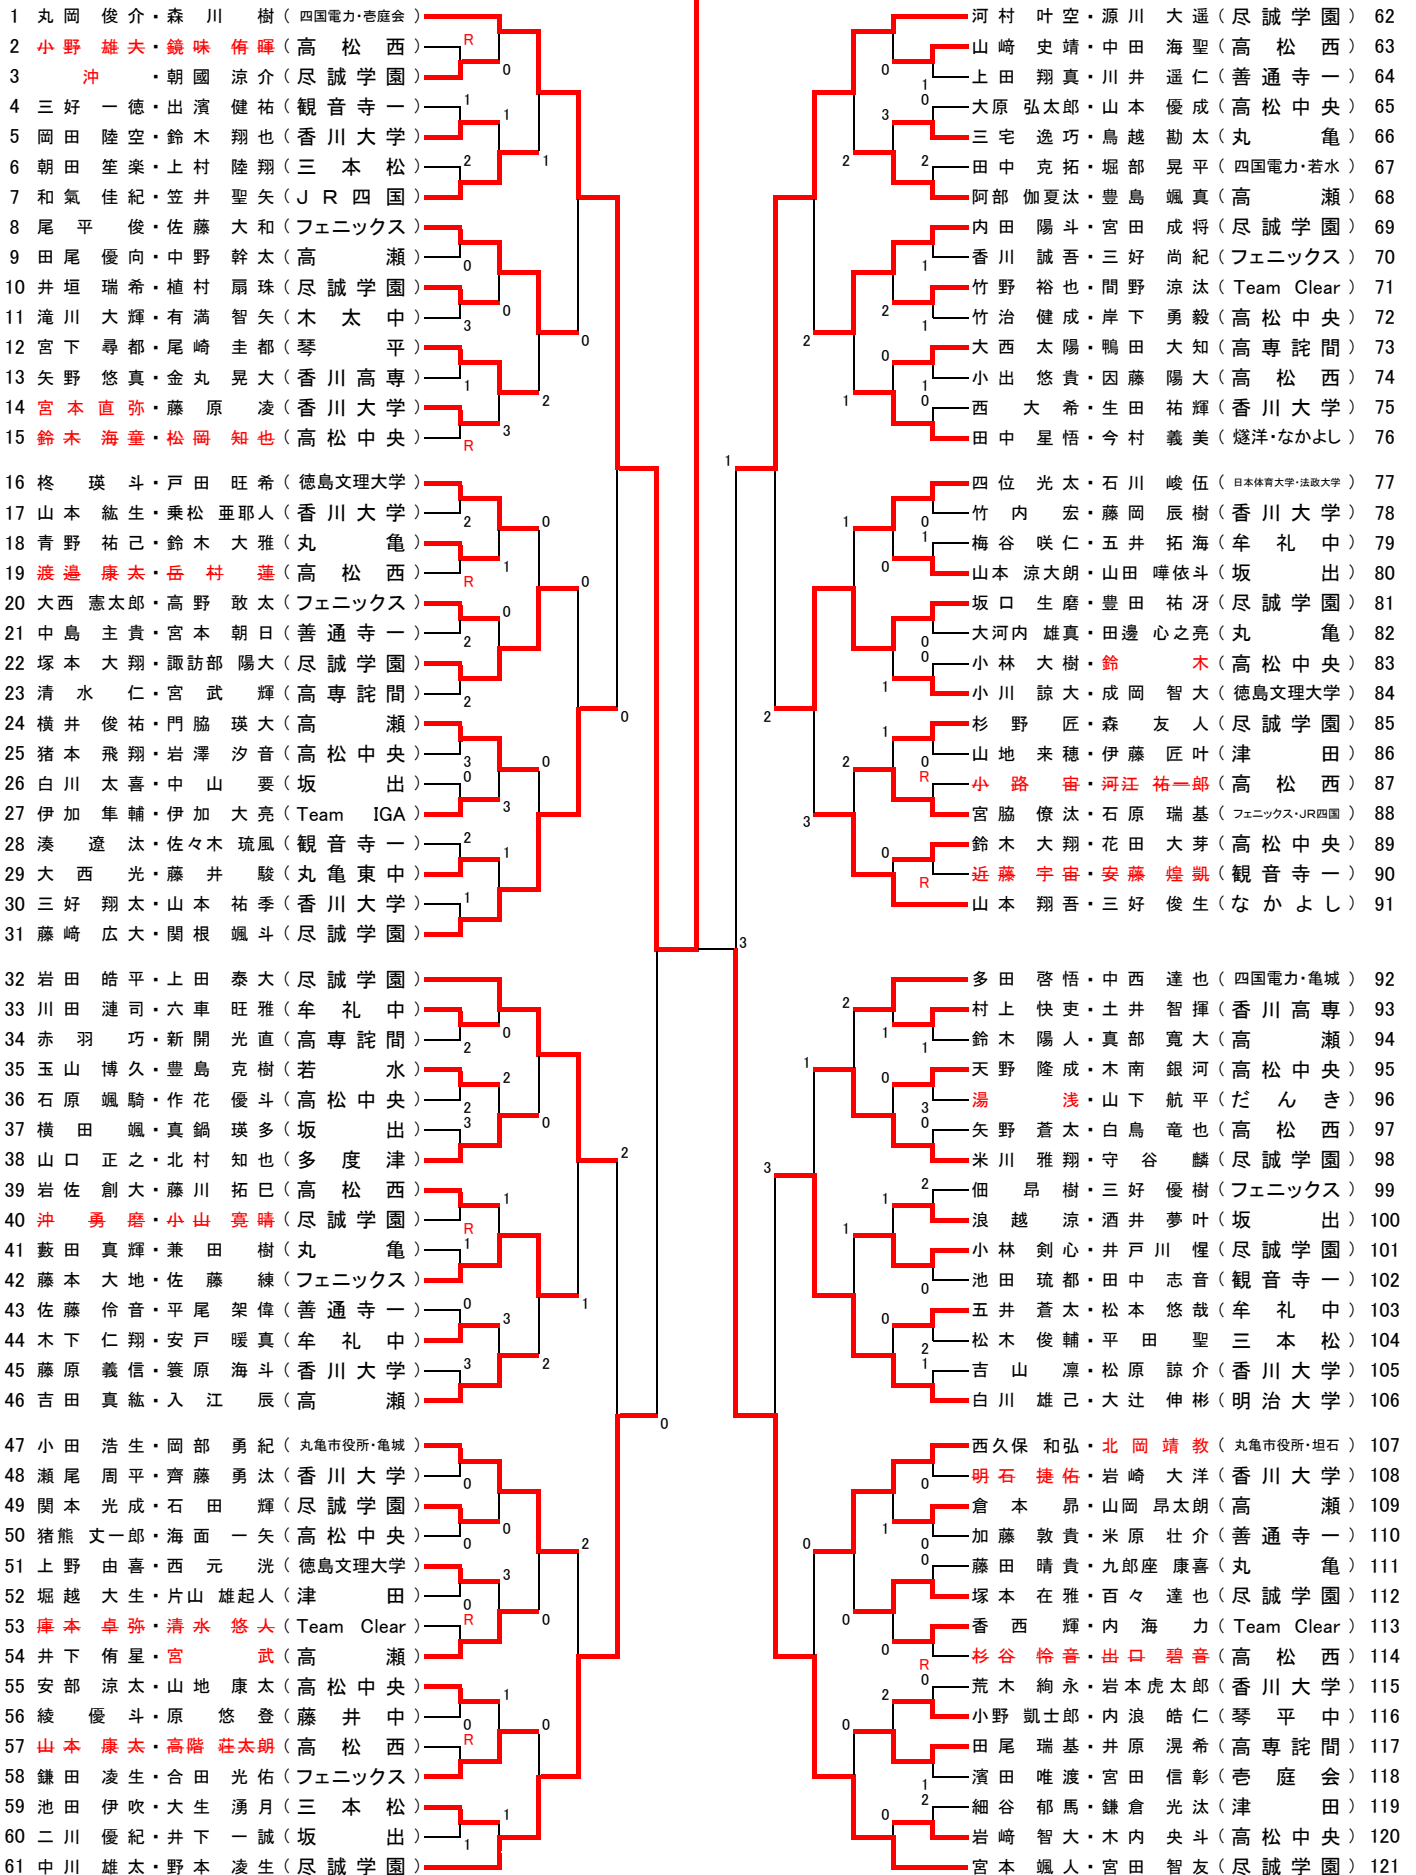 1 丸岡 俊介・森川 樹 (四国電力・壱庭会)
2 小野 雄大・鏡味 侑暉 (高松西)
3 沖 ・朝國 涼介 (尽誠学園)
4 三好 一徳・出濱 健祐 (観音寺一)
5 岡田 陸空・鈴木 翔也 (香川大学)
6 朝田 笙楽・上村 陸翔 (三本松)
7 和氣 佳紀・笠井 聖矢 (JR四国)
8 尾平 俊・佐藤 大和 (フェニックス)
9 田尾 優向・中野 幹太 (高瀬)
10 井垣 瑞希・植村 扇珠 (尽誠学園)
11 滝川 大輝・有満 智矢 (木太中)
12 宮下 尋都・尾崎 圭都 (琴平)
13 矢野 悠真・金丸 晃大 (香川高専)
14 宮本 直弥・藤原 凌 (香川大学)
15 鈴木 海童・松岡 知也 (高松中央)
16 柊 瑛斗・戸田 旺希 (徳島文理大学)
17 山本 紘生・乗松 亜耶人 (香川大学)
18 青野 祐己・鈴木 大雅 (丸亀)
19 渡邉 康太・岳村 蓮 (高松西)
20 大西 憲太郎・高野 敢太 (フェニックス)
21 中島 主貴・宮本 朝日 (善通寺一)
22 塚本 大翔・諏訪部 陽大 (尽誠学園)
23 清水 仁・宮武 輝 (高専詫間)
24 横井 俊祐・門脇 瑛大 (高瀬)
25 猪本 飛翔・岩澤 汐音 (高松中央)
26 白川 太喜・中山 要 (坂出)
27 伊加 隼輔・伊加 大亮 (Team IGA)
28 湊 遼汰・佐々木 琉風 (観音寺一)
29 大西 光・藤井 駿 (丸亀東中)
30 三好 翔太・山本 祐季 (香川大学)
31 藤崎 広大・関根 颯斗 (尽誠学園)
32 岩田 皓平・上田 泰大 (尽誠学園)
33 川田 漣司・六車 旺雅 (牟礼中)
34 赤羽 巧・新開 光直 (高専詫間)
35 玉山 博久・豊島 克樹 (若水)
36 石原 颯騎・作花 優斗 (高松中央)
37 横田 颯・真鍋 瑛多 (坂出)
38 山口 正之・北村 知也 (多度津)
39 岩佐 創大・藤川 拓巳 (高松西)
40 沖 勇磨・小山 寛晴 (尽誠学園)
41 藪田 真輝・兼田 樹 (丸亀)
42 藤本 大地・佐藤 練 (フェニックス)
43 佐藤 伶音・平尾 架偉 (善通寺一)
44 木下 仁翔・安戸 暖真 (牟礼中)
45 藤原 義信・簑原 海斗 (香川大学)
46 吉田 真紘・入江 辰 (高瀬)
47 小田 浩生・岡部 勇紀 (丸亀市役所・亀城)
48 瀬尾 周平・齊藤 勇汰 (香川大学)
49 関本 光成・石田 輝 (尽誠学園)
50 猪熊 丈一郎・海面 一矢 (高松中央)
51 上野 由喜・西元 洸 (徳島文理大学)
52 堀越 大生・片山 雄起人 (津田)
53 庫本 卓弥・清水 悠人 (Team Clear)
54 井下 侑星・宮武 (高瀬)
55 安部 涼太・山地 康太 (高松中央)
56 綾 優斗・原 悠登 (藤井中)
57 山本 康太・高階 荘太朗 (高松西)
58 鎌田 凌生・合田 光佑 (フェニックス)
59 池田 伊吹・大生 湧月 (三本松)
60 二川 優紀・井下 一誠 (坂出)
61 中川 雄太・野本 凌生 (尽誠学園)
河村 叶空・源川 大遥 (尽誠学園) 62
山崎 史靖・中田 海聖 (高松西) 63
上田 翔真・川井 遥仁 (善通寺一) 64
大原 弘太郎・山本 優成 (高松中央) 65
三宅 逸巧・鳥越 勘太 (丸亀) 66
田中 克拓・堀部 晃平 (四国電力・若水) 67
阿部 伽夏汰・豊島 颯真 (高瀬) 68
内田 陽斗・宮田 成将 (尽誠学園) 69
香川 誠吾・三好 尚紀 (フェニックス) 70
竹野 裕也・間野 涼汰 (Team Clear) 71
竹治 健成・岸下 勇毅 (高松中央) 72
大西 太陽・鴨田 大知 (高専詫間) 73
小出 悠貴・因藤 陽大 (高松西) 74
西 大希・生田 祐輝 (香川大学) 75
田中 星悟・今村 義美 (燧洋・なかよし) 76
四位 光太・石川 峻伍 (日本体育大学・法政大学) 77
竹内 宏・藤岡 辰樹 (香川大学) 78
梅谷 咲仁・五井 拓海 (牟礼中) 79
山本 涼大朗・山田 曄依斗 (坂出) 80
坂口 生磨・豊田 祐冴 (尽誠学園) 81
大河内 雄真・田邊 心之亮 (丸亀) 82
小林 大樹・鈴木 (高松中央) 83
小川 諒大・成岡 智大 (徳島文理大学) 84
杉野 匠・森 友人 (尽誠学園) 85
山地 来穂・伊藤 匠叶 (津田) 86
小路 宙・河江 祐一郎 (高松西) 87
宮脇 僚汰・石原 瑞基 (フェニックス・JR四国) 88
鈴木 大翔・花田 大芽 (高松中央) 89
近藤 宇宙・安藤 煌凱 (観音寺一) 90
山本 翔吾・三好 俊生 (なかよし) 91
多田 啓悟・中西 達也 (四国電力・亀城) 92
村上 快吏・土井 智揮 (香川高専) 93
鈴木 陽人・真部 寛大 (高瀬) 94
天野 隆成・木南 銀河 (高松中央) 95
湯浅・山下 航平 (だんき) 96
矢野 蒼太・白鳥 竜也 (高松西) 97
米川 雅翔・守谷 麟 (尽誠学園) 98
佃 昂樹・三好 優樹 (フェニックス) 99
浪越 涼・酒井 夢叶 (坂出) 100
小林 剣心・井戸川 惺 (尽誠学園) 101
池田 琉都・田中 志音 (観音寺一) 102
五井 蒼太・松本 悠哉 (牟礼中) 103
松木 俊輔・平田 聖 三本松) 104
吉山 凛・松原 諒介 (香川大学) 105
白川 雄己・大辻 伸彬 (明治大学) 106
西久保 和弘・北岡 靖教 (丸亀市役所・坦石) 107
明石 捷佑・岩崎 大洋 (香川大学) 108
倉本 昴・山岡 昂太朗 (高瀬) 109
加藤 敦貴・米原 壮介 (善通寺一) 110
藤田 晴貴・九郎座 康喜 (丸亀) 111
塚本 在雅・百々 達也 (尽誠学園) 112
香西 輝・内海 力 (Team Clear) 113
杉谷 怜音・出口 碧音 (高松西) 114
荒木 絢永・岩本虎太郎 (香川大学) 115
小野 凱士郎・内浪 皓仁 (琴平中) 116
田尾 瑞基・井原 滉希 (高専詫間) 117
濱田 唯渡・宮田 信彰 (壱庭会) 118
細谷 郁馬・鎌倉 光汰 (津田) 119
岩崎 智大・木内 央斗 (高松中央) 120
宮本 颯人・宮田 智友 (尽誠学園) 121